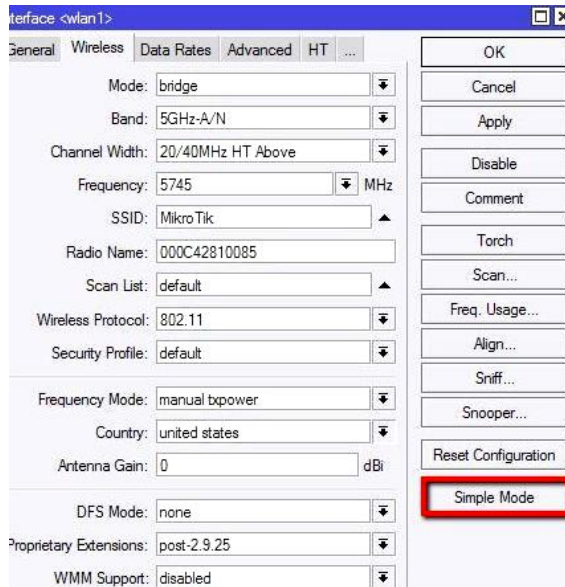 terface <wlan1>
General Wireless Data Rates Advanced HT ...
Mode: bridge
Band: 5GHz-A/N
Channel Width: 20/40MHz HT Above
Frequency: 5745 MHz
SSID: MikroTik
Radio Name: 000C42810085
Scan List: default
Wireless Protocol: 802.11
Security Profile: default
Frequency Mode: manual txpower
Country: united states
Antenna Gain: 0 dBi
DFS Mode: none
Proprietary Extensions: post-2.9.25
WMM Support: disabled
OK
Cancel
Apply
Disable
Comment
Torch
Scan...
Freq. Usage...
Align...
Sniff...
Snooper...
Reset Configuration
Simple Mode